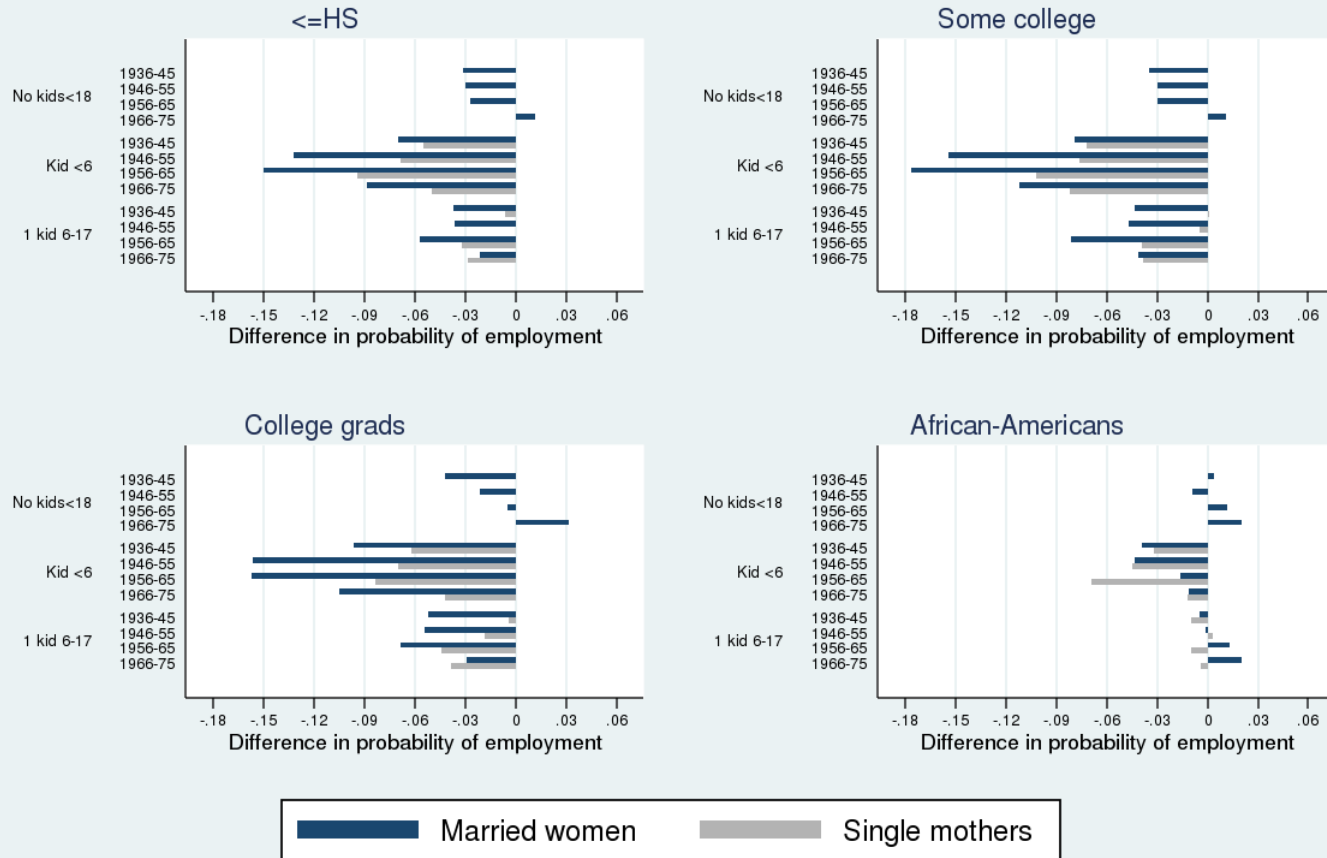 <=HS
No kids<18
1936-45
1946-55
1956-65
1966-75
Kid <6
1936-45
1946-55
1956-65
1966-75
1 kid 6-17
1936-45
1946-55
1956-65
1966-75
-.18 -.15 -.12 -.09 -.06 -.03 0 .03 .06
Difference in probability of employment
Some college
No kids<18
1936-45
1946-55
1956-65
1966-75
Kid <6
1936-45
1946-55
1956-65
1966-75
1 kid 6-17
1936-45
1946-55
1956-65
1966-75
-.18 -.15 -.12 -.09 -.06 -.03 0 .03 .06
Difference in probability of employment
College grads
No kids<18
1936-45
1946-55
1956-65
1966-75
Kid <6
1936-45
1946-55
1956-65
1966-75
1 kid 6-17
1936-45
1946-55
1956-65
1966-75
-.18 -.15 -.12 -.09 -.06 -.03 0 .03 .06
Difference in probability of employment
African-Americans
No kids<18
1936-45
1946-55
1956-65
1966-75
Kid <6
1936-45
1946-55
1956-65
1966-75
1 kid 6-17
1936-45
1946-55
1956-65
1966-75
-.18 -.15 -.12 -.09 -.06 -.03 0 .03 .06
Difference in probability of employment
Married women
Single mothers